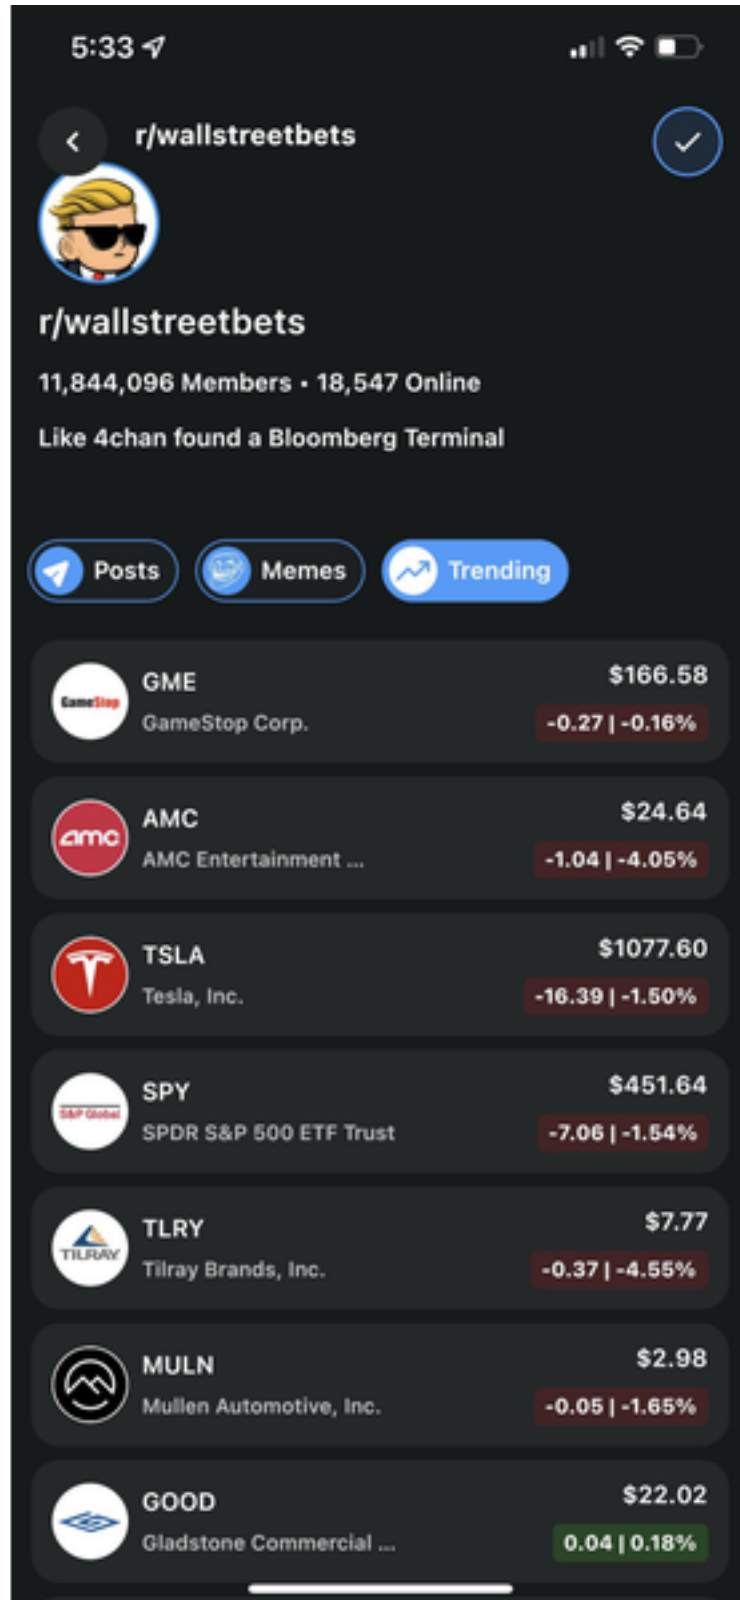 5:33
r/wallstreetbets
r/wallstreetbets
11,844,096 Members • 18,547 Online
Like 4chan found a Bloomberg Terminal
Posts Memes Trending
GameStop
GME
GameStop Corp.
$166.58
-0.27 | -0.16%
amc
AMC
AMC Entertainment ...
$24.64
-1.04 | -4.05%
TSLA
Tesla, Inc.
$1077.60
-16.39 | -1.50%
S&P Global
SPY
SPDR S&P 500 ETF Trust
$451.64
-7.06 | -1.54%
TILRAY
TLRY
Tilray Brands, Inc.
$7.77
-0.37 | -4.55%
MULN
Mullen Automotive, Inc.
$2.98
-0.05 | -1.65%
GOOD
Gladstone Commercial ...
$22.02
0.04 | 0.18%